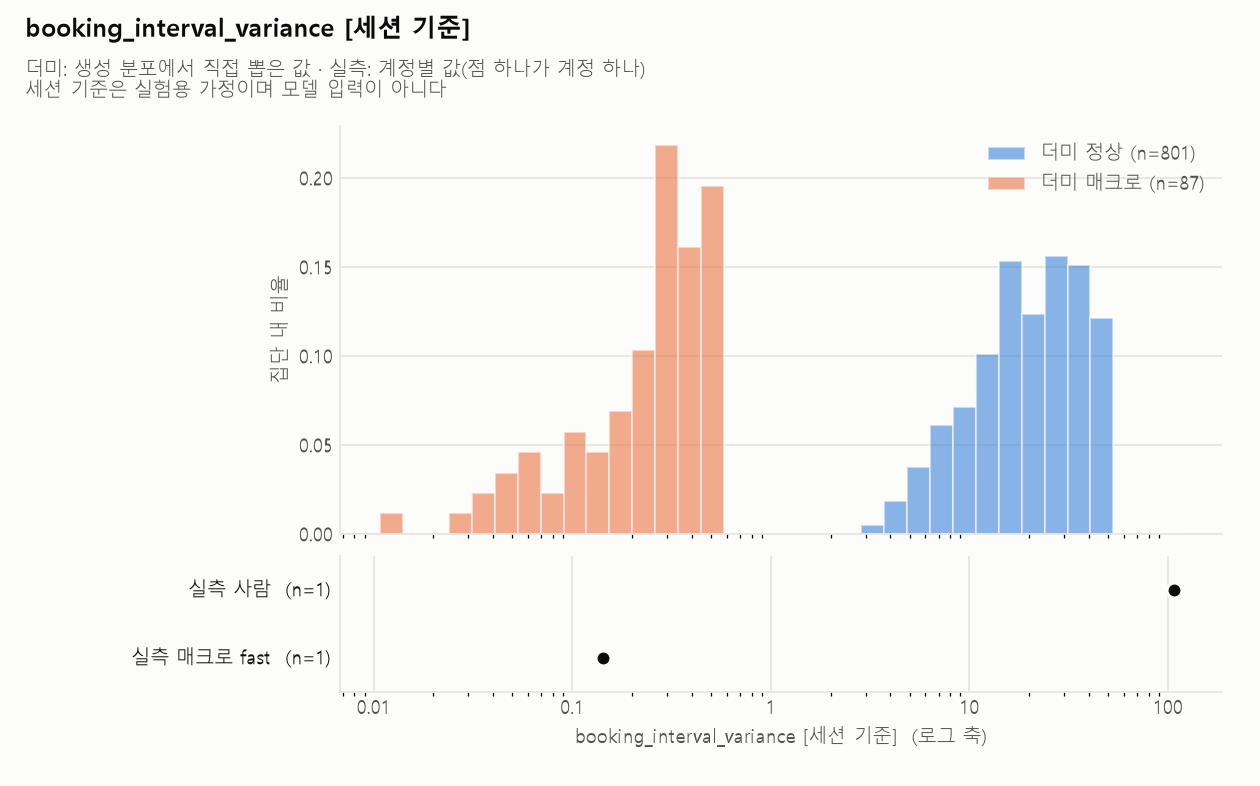 booking_interval_variance [세션 기준]
더미: 생성 분포에서 직접 뽑은 값 · 실측: 계정별 값(점 하나가 계정 하나)
세션 기준은 실험용 가정이며 모델 입력이 아니다
더미 정상 (n=801)
더미 매크로 (n=87)
집단 내 비율
0.20
0.15
0.10
0.05
0.00
실측 사람 (n=1)
실측 매크로 fast (n=1)
0.01 0.1 1 10 100
booking_interval_variance [세션 기준] (로그 축)